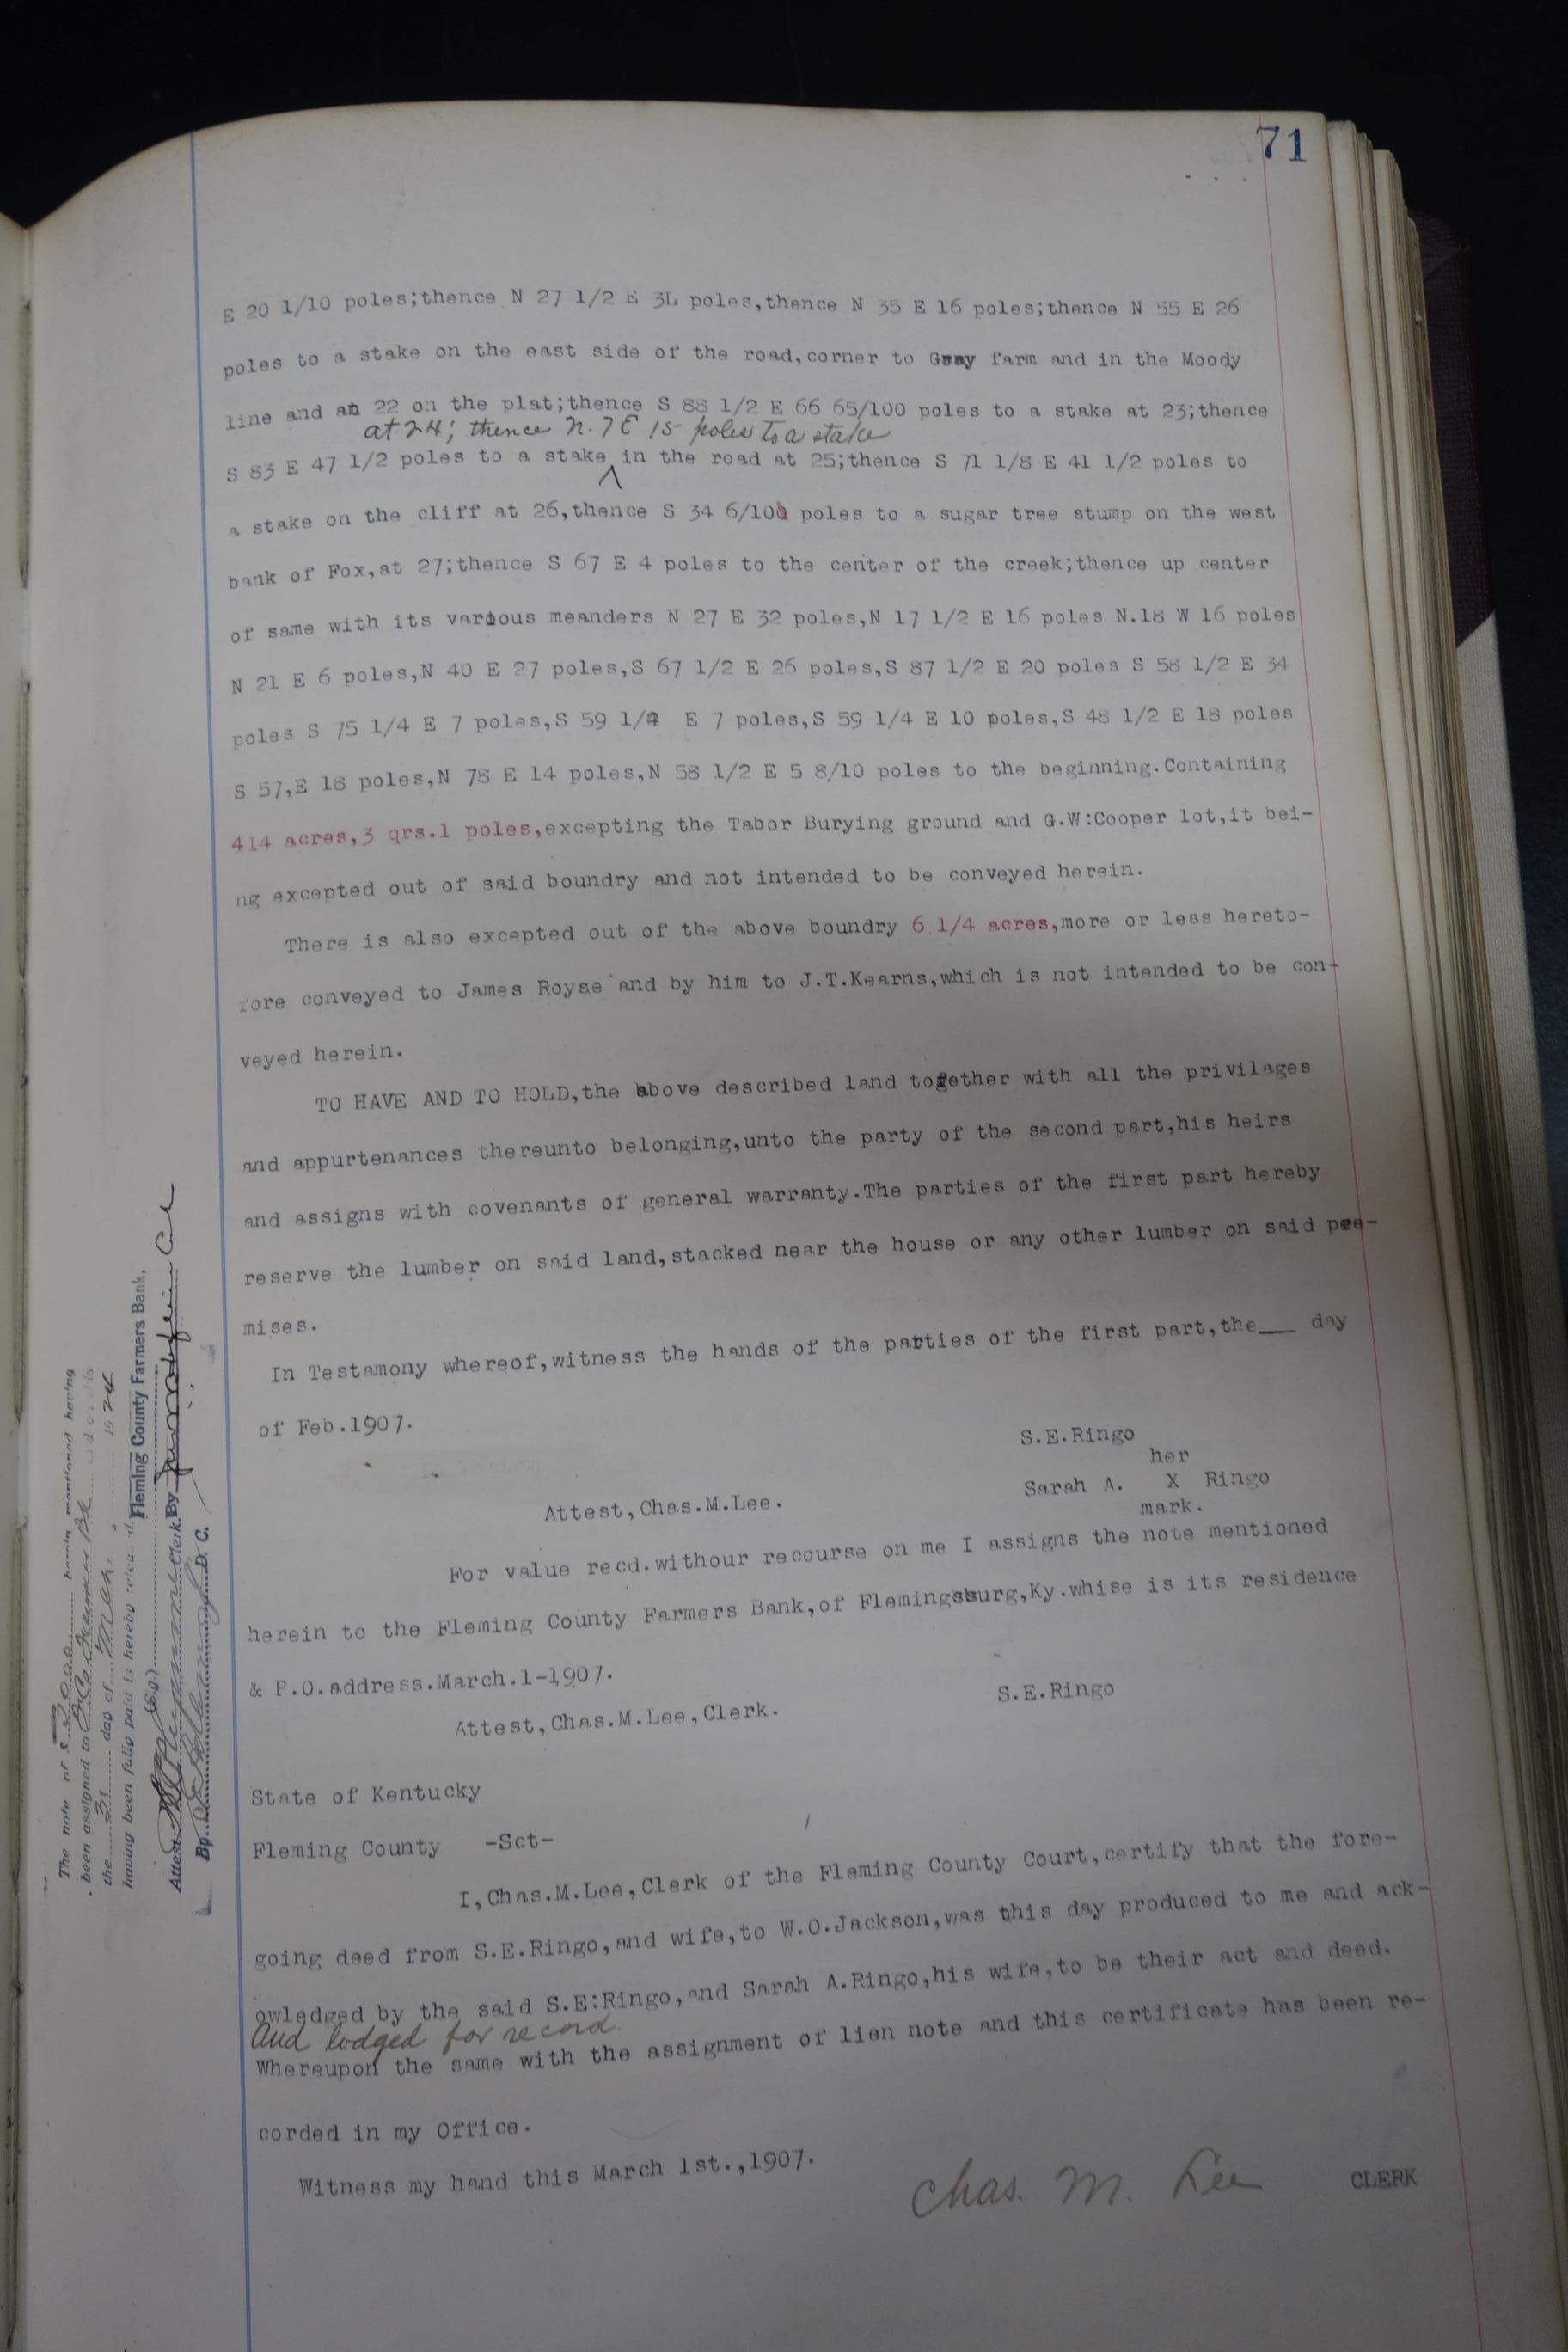 71
E 20 1/10 poles;thence N 27 1/2 E 3L poles,thence N 35 E 16 poles;thence N 55 E 26
poles to a stake on the east side of the road,corner to Gray farm and in the Moody
line and at 22 on the plat;thence S 88 1/2 E 66 65/100 poles to a stake at 23;thence
at 24; thence N. 7 E 15 poles to a stake
S 83 E 47 1/2 poles to a stake in the road at 25;thence S 71 1/8 E 41 1/2 poles to
a stake on the cliff at 26,thence S 34 6/100 poles to a sugar tree stump on the west
bank of Fox,at 27;thence S 67 E 4 poles to the center of the creek;thence up center
of same with its various meanders N 27 E 32 poles,N 17 1/2 E 16 poles N.18 W 16 poles
N 21 E 6 poles,N 40 E 27 poles,S 67 1/2 E 26 poles,S 87 1/2 E 20 poles S 58 1/2 E 34
poles S 75 1/4 E 7 poles,S 59 E 7 poles,S 59 1/4 E 10 poles,S 48 1/2 E 18 poles
S 57,E 18 poles,N 78 E 14 poles,N 58 1/2 E 5 8/10 poles to the beginning.Containing
414 acres,3 qrs.1 poles,excepting the Tabor Burying ground and G.W:Cooper lot,it bei-
ng excepted out of said boundry and not intended to be conveyed herein.
There is also excepted out of the above boundry 6 1/4 acres,more or less hereto-
fore conveyed to James Royse and by him to J.T.Kearns,which is not intended to be con-
veyed herein.
TO HAVE AND TO HOLD,the above described land together with all the privilages
and appurtenances thereunto belonging,unto the party of the second part,his heirs
and assigns with covenants of general warranty.The parties of the first part hereby
reserve the lumber on said land,stacked near the house or any other lumber on said pre-
mises.
In Testamony whereof,witness the hands of the parties of the first part,the___ day
of Feb.1907.
S.E.Ringo
her
Sarah A. X Ringo
mark.
Attest,Chas.M.Lee.
For value recd.withour recourse on me I assigns the note mentioned
herein to the Fleming County Farmers Bank,of Flemingsburg,Ky.whise is its residence
& P.O.address.March.1-1907.
S.E.Ringo
Attest,Chas.M.Lee,Clerk.
State of Kentucky
Fleming County -Sct-
I,Chas.M.Lee,Clerk of the Fleming County Court,certify that the fore-
going deed from S.E.Ringo,and wife,to W.O.Jackson,was this day produced to me and ack-
owledged by the said S.E:Ringo,and Sarah A.Ringo,his wife,to be their act and deed.
And lodged for record.
Whereupon the same with the assignment of lien note and this certificate has been re-
corded in my Office.
Witness my hand this March 1st.,1907.
Chas. M. Lee CLERK
The note of $ herein mentioned having
been assigned to
the 31 day of Mch 1924
having been fully paid is hereby released.
Fleming County Farmers Bank,
By
Attest: Clerk.
By D. C.